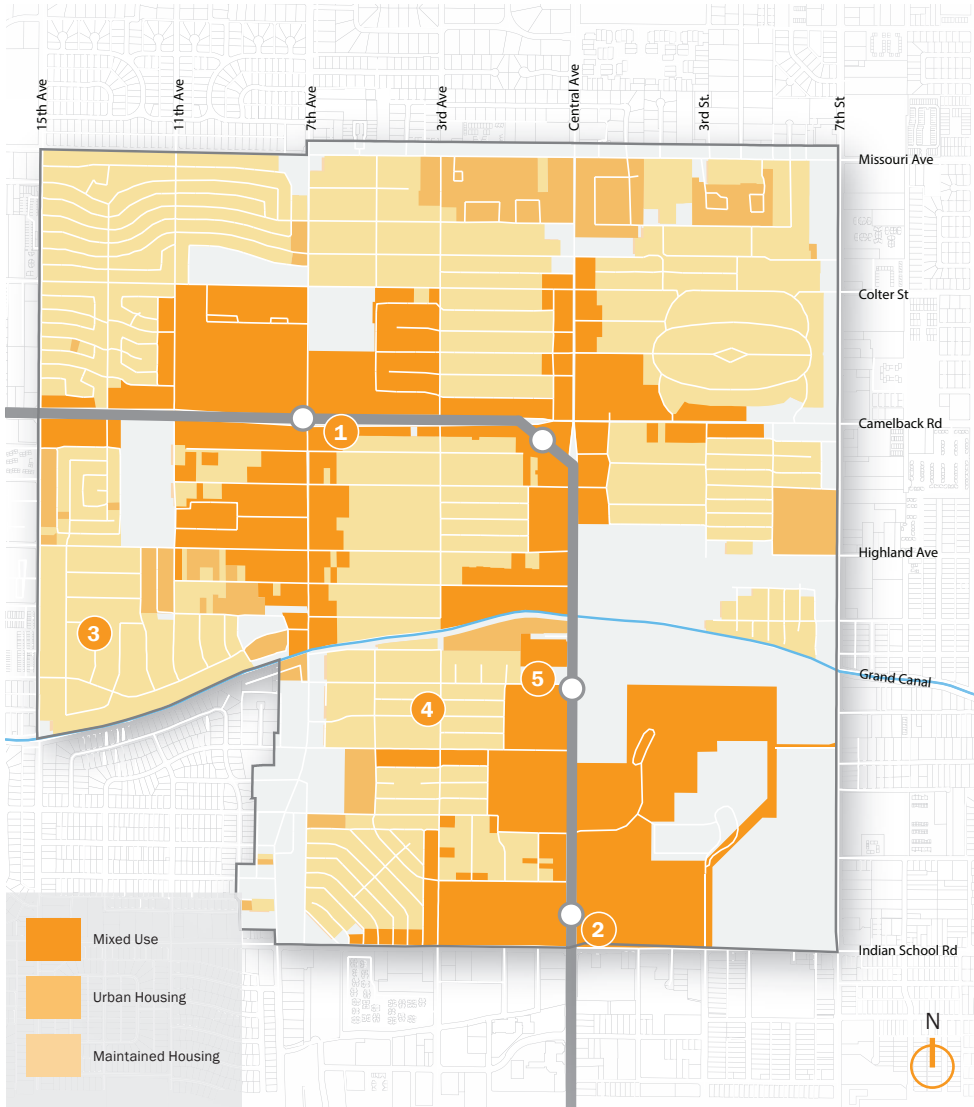 15th Ave
11th Ave
7th Ave
3rd Ave
Central Ave
3rd St.
7th St
Missouri Ave
Colter St
Camelback Rd
1
Highland Ave
3
Grand Canal
5
4
2
Mixed Use
Indian School Rd
Urban Housing
N
Maintained Housing